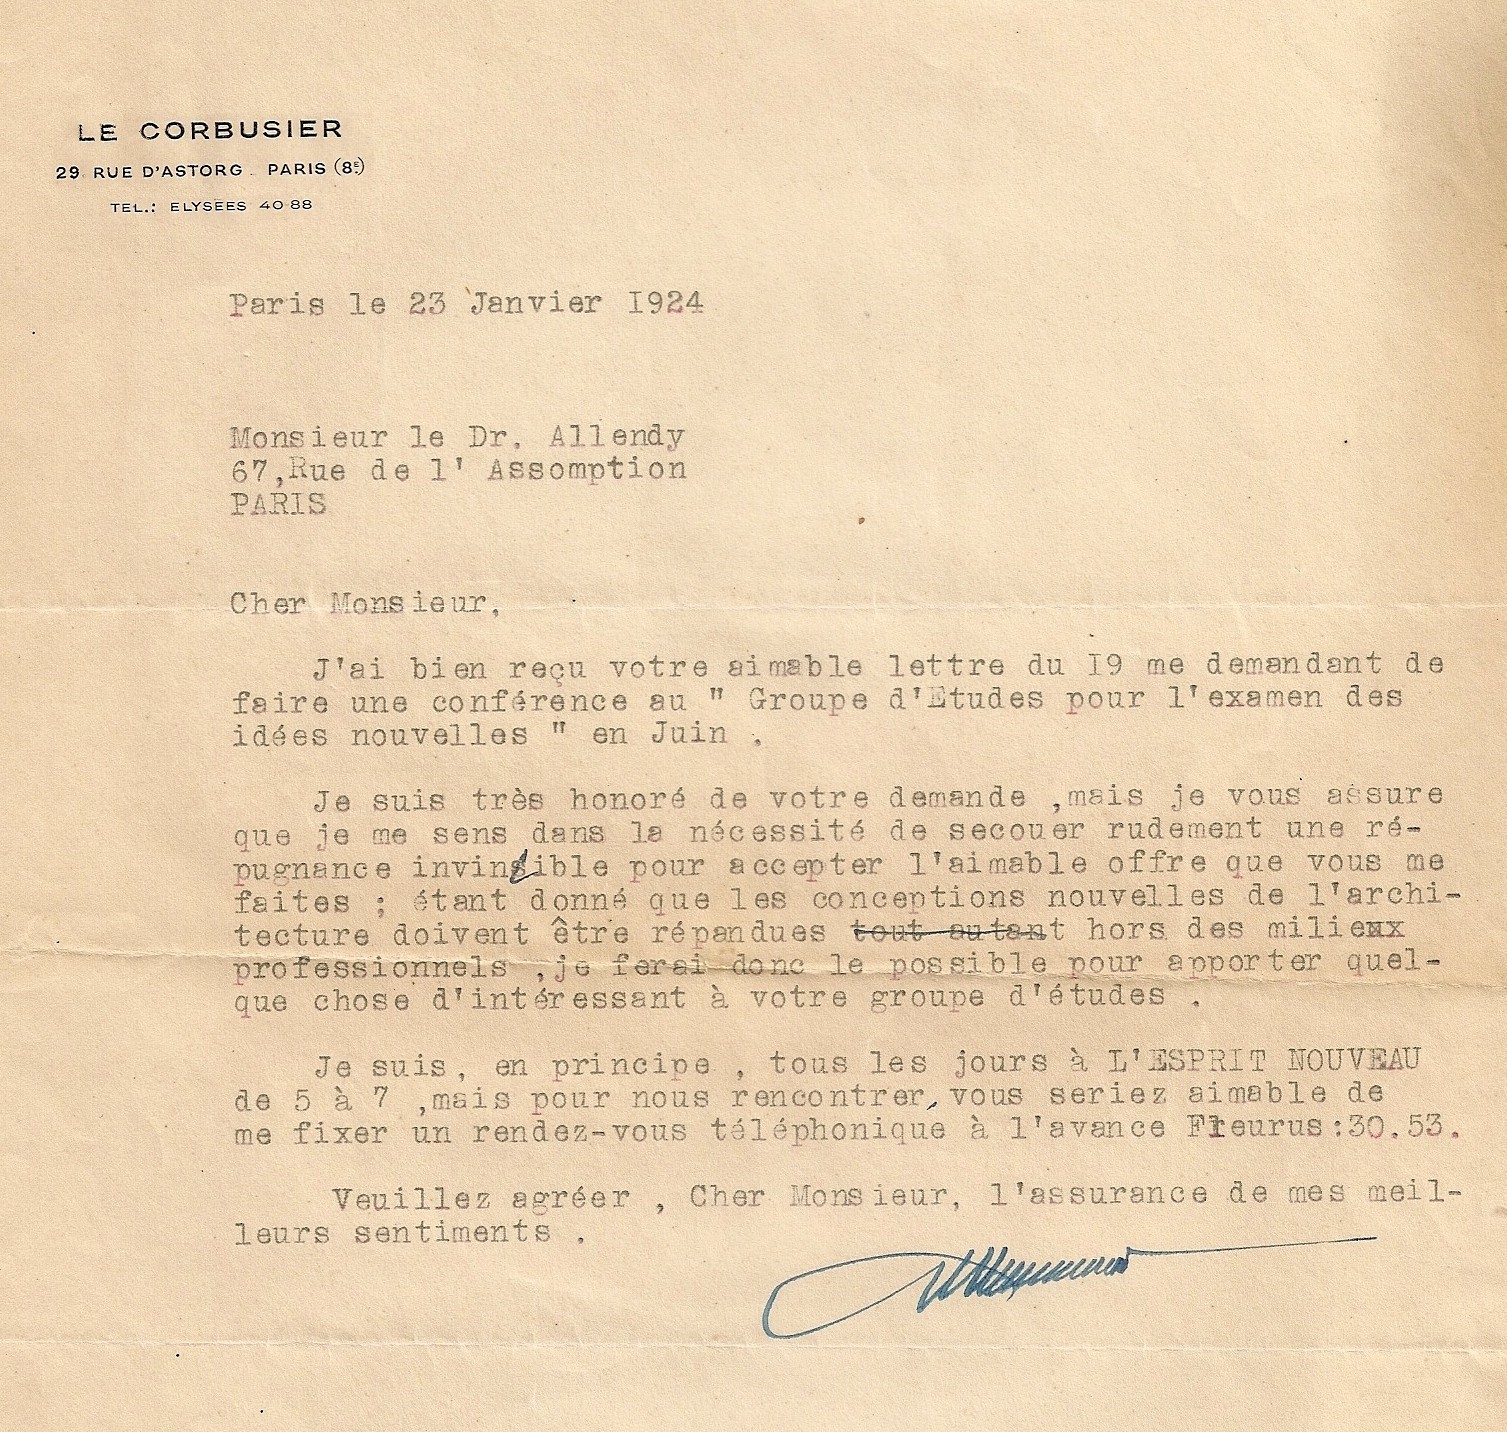 LE CORBUSIER
29 RUE D'ASTORG. PARIS (8E)
TEL.: ELYSEES 40-88
Paris le 23 Janvier I924
Monsieur le Dr. Allendy
67,Rue de l' Assomption
PARIS
Cher Monsieur,
J'ai bien reçu votre aimable lettre du I9 me demandant de
faire une conférence au " Groupe d'Etudes pour l'examen des
idées nouvelles " en Juin .
Je suis très honoré de votre demande ,mais je vous assure
que je me sens dans la nécessité de secouer rudement une ré-
pugnance invincible pour accepter l'aimable offre que vous me
faites ; étant donné que les conceptions nouvelles de l'archi-
tecture doivent être répandues tout autant hors des milieux
professionnels ,je ferai donc le possible pour apporter quel-
que chose d'intéressant à votre groupe d'études .
Je suis, en principe , tous les jours à L'ESPRIT NOUVEAU
de 5 à 7 ,mais pour nous rencontrer, vous seriez aimable de
me fixer un rendez-vous téléphonique à l'avance Fleurus:30.53.
Veuillez agréer , Cher Monsieur, l'assurance de mes meil-
leurs sentiments .